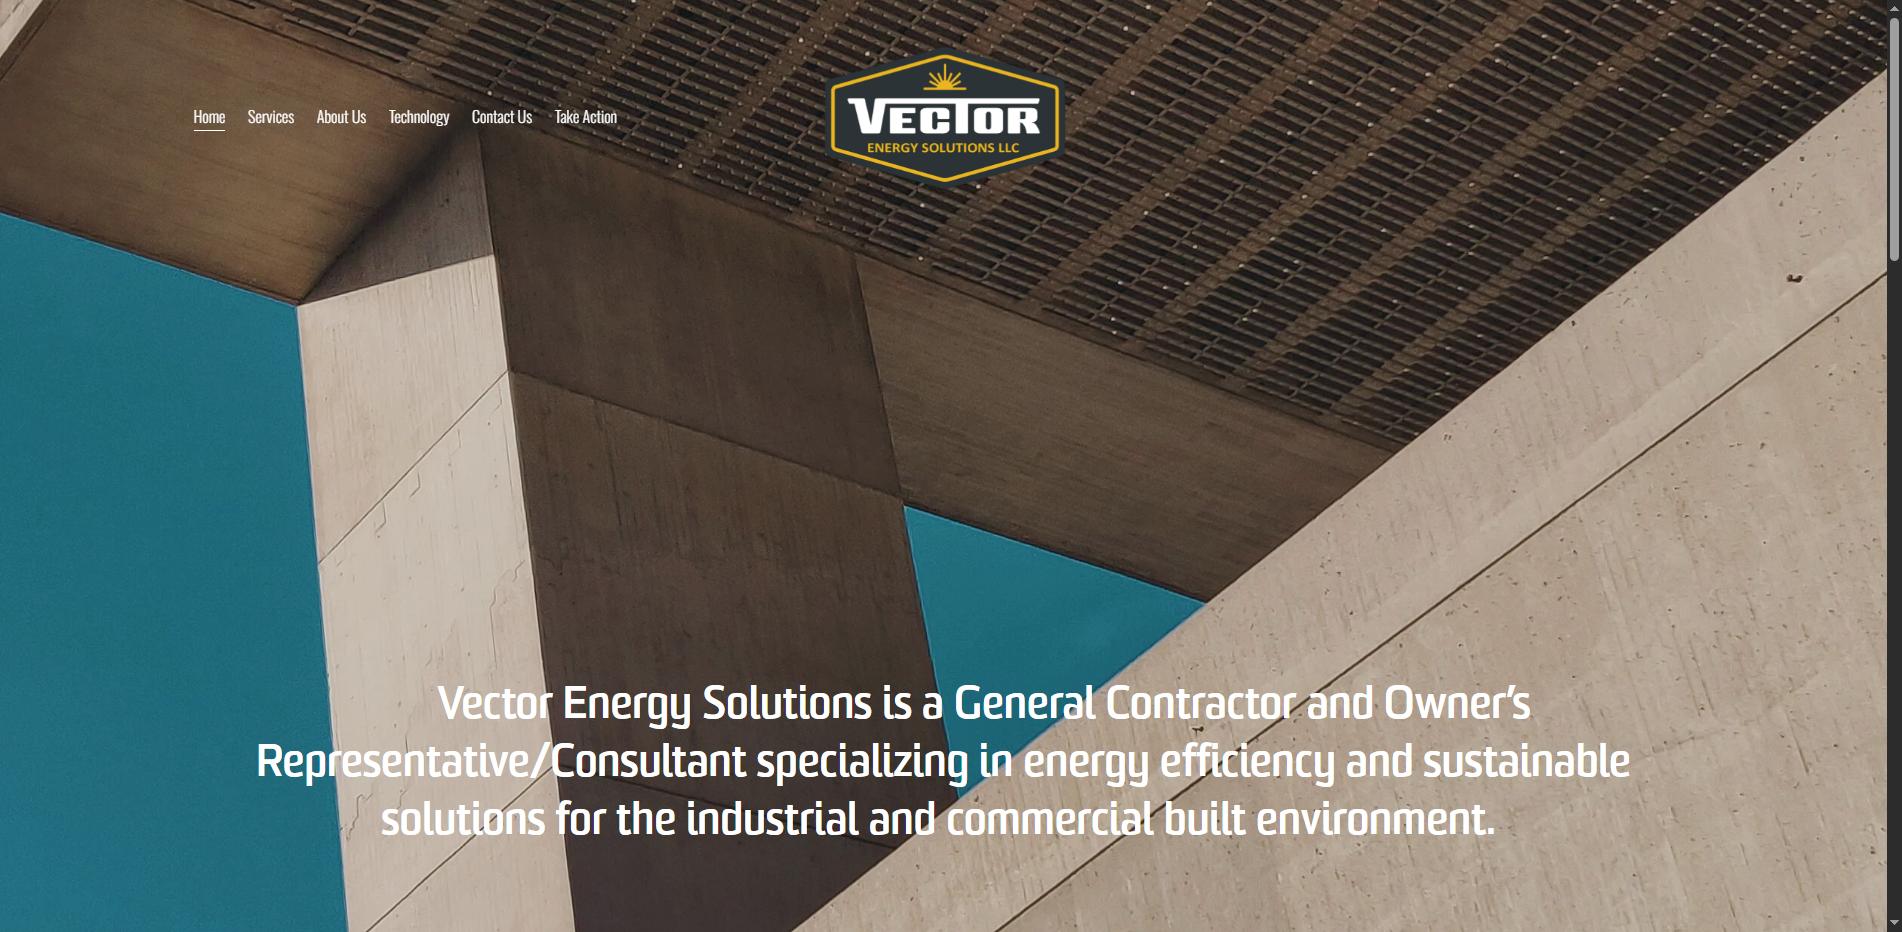 Home Services About Us Technology Contact Us Take Action
VECTOR
ENERGY SOLUTIONS LLC
Vector Energy Solutions is a General Contractor and Owner’s
Representative/Consultant specializing in energy efficiency and sustainable
solutions for the industrial and commercial built environment.